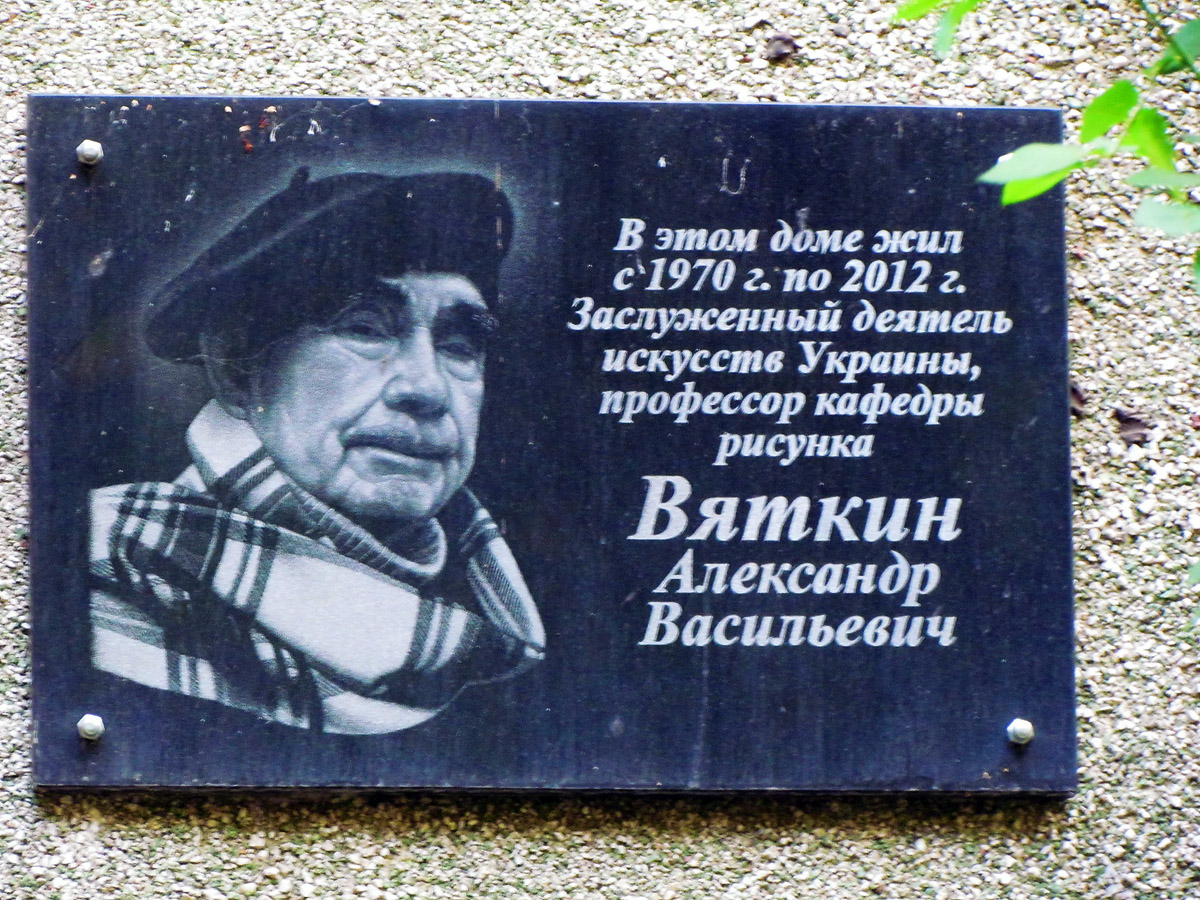 В этом доме жил
с 1970 г. по 2012 г.
Заслуженный деятель
искусств Украины,
профессор кафедры
рисунка
Вяткин
Александр
Васильевич